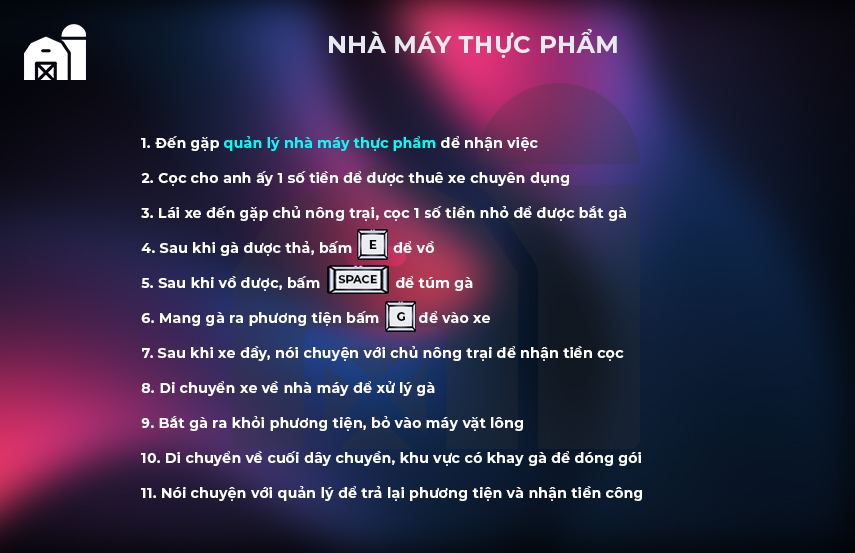 NHÀ MÁY THỰC PHẨM
1. Đến gặp quản lý nhà máy thực phẩm để nhận việc
2. Cọc cho anh ấy 1 số tiền để được thuê xe chuyên dụng
3. Lái xe đến gặp chủ nông trại, cọc 1 số tiền nhỏ để được bắt gà
4. Sau khi gà được thả, bấm E để vồ
5. Sau khi vồ được, bấm SPACE để túm gà
6. Mang gà ra phương tiện bấm G để vào xe
7. Sau khi xe đầy, nói chuyện với chủ nông trại để nhận tiền cọc
8. Di chuyển xe về nhà máy để xử lý gà
9. Bắt gà ra khỏi phương tiện, bỏ vào máy vặt lông
10. Di chuyển về cuối dây chuyền, khu vực có khay gà để đóng gói
11. Nói chuyện với quản lý để trả lại phương tiện và nhận tiền công